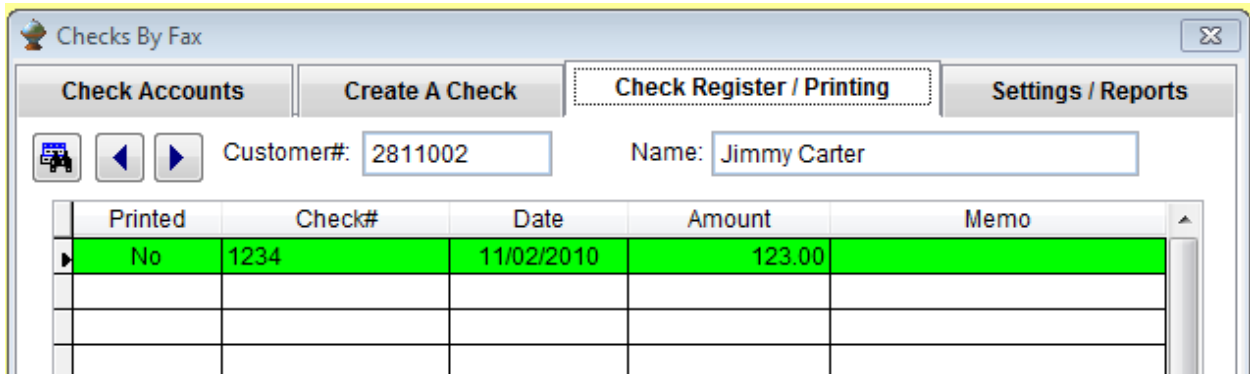 Checks By Fax
Check Accounts Create A Check Check Register / Printing Settings / Reports
Customer#: 2811002 Name: Jimmy Carter
Printed Check# Date Amount Memo
No 1234 11/02/2010 123.00